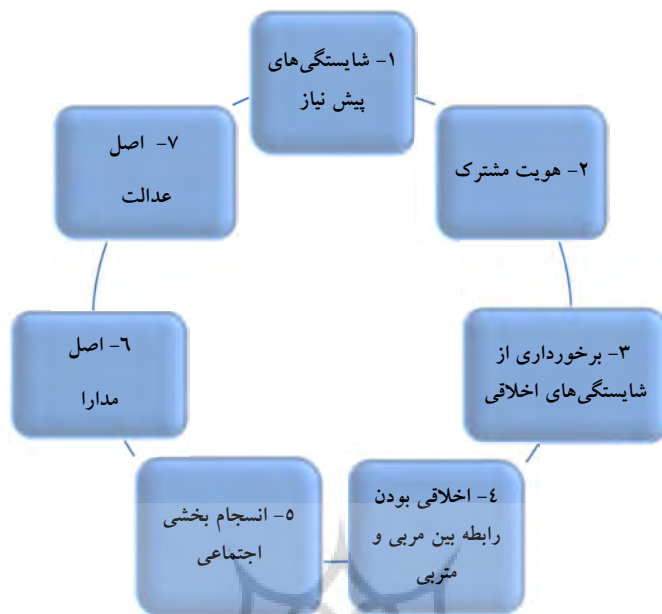 ۱- شایستگی‌های
پیش نیاز
۲- هویت مشترک
۳- برخورداری از
شایستگی‌های اخلاقی
٤- اخلاقی بودن
رابطه بین مربی و
متربی
٥- انسجام بخشی
اجتماعی
٦- اصل
مدارا
۷- اصل
عدالت